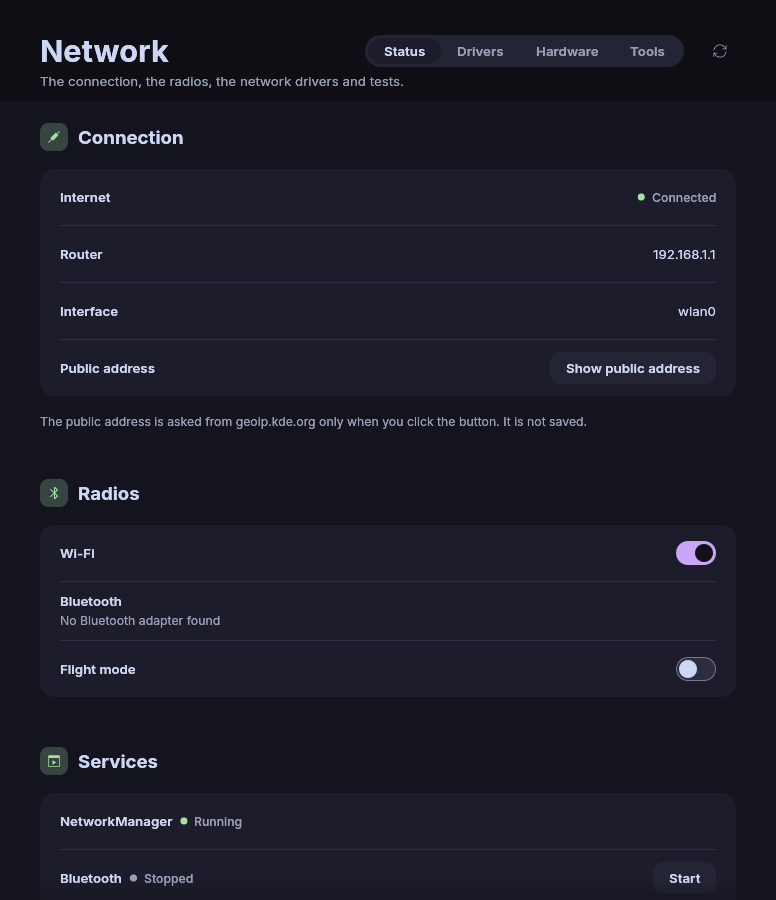 Network
Status
Drivers
Hardware
Tools
The connection, the radios, the network drivers and tests.
Connection
Internet
Connected
Router
192.168.1.1
Interface
wlan0
Public address
Show public address
The public address is asked from geoip.kde.org only when you click the button. It is not saved.
Radios
Wi-Fi
Bluetooth
No Bluetooth adapter found
Flight mode
Services
NetworkManager
Running
Bluetooth
Stopped
Start